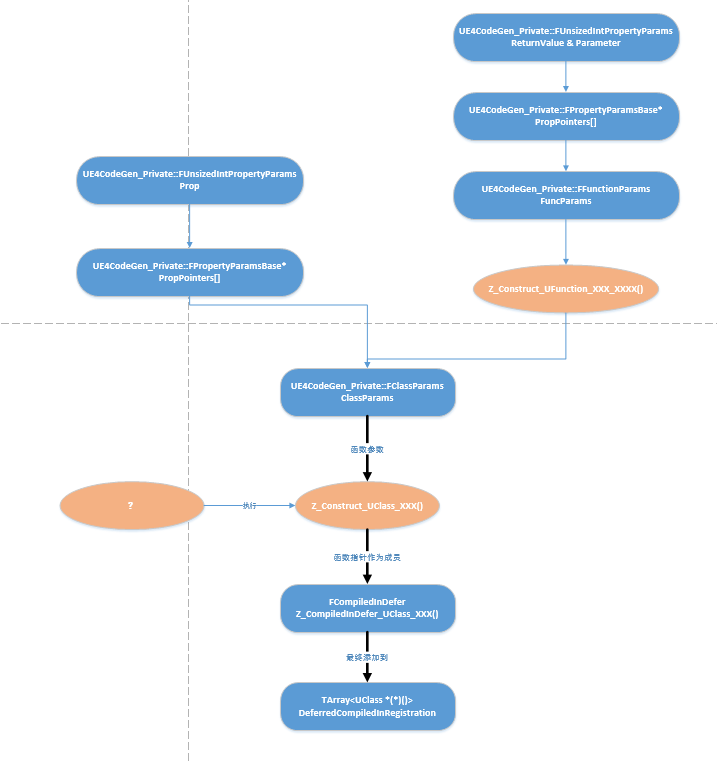 UE4CodeGen_Private::FUnsizedIntPropertyParams
ReturnValue & Parameter
UE4CodeGen_Private::FPropertyParamsBase*
PropPointers[]
UE4CodeGen_Private::FUnsizedIntPropertyParams
Prop
UE4CodeGen_Private::FFunctionParams
FuncParams
UE4CodeGen_Private::FPropertyParamsBase*
PropPointers[]
Z_Construct_UFunction_XXX_XXXX()
UE4CodeGen_Private::FClassParams
ClassParams
函数参数
?
执行
Z_Construct_UClass_XXX()
函数指针作为成员
FCompiledInDefer
Z_CompiledInDefer_UClass_XXX()
最终添加到
TArray<UClass *(*)()>
DeferredCompiledInRegistration